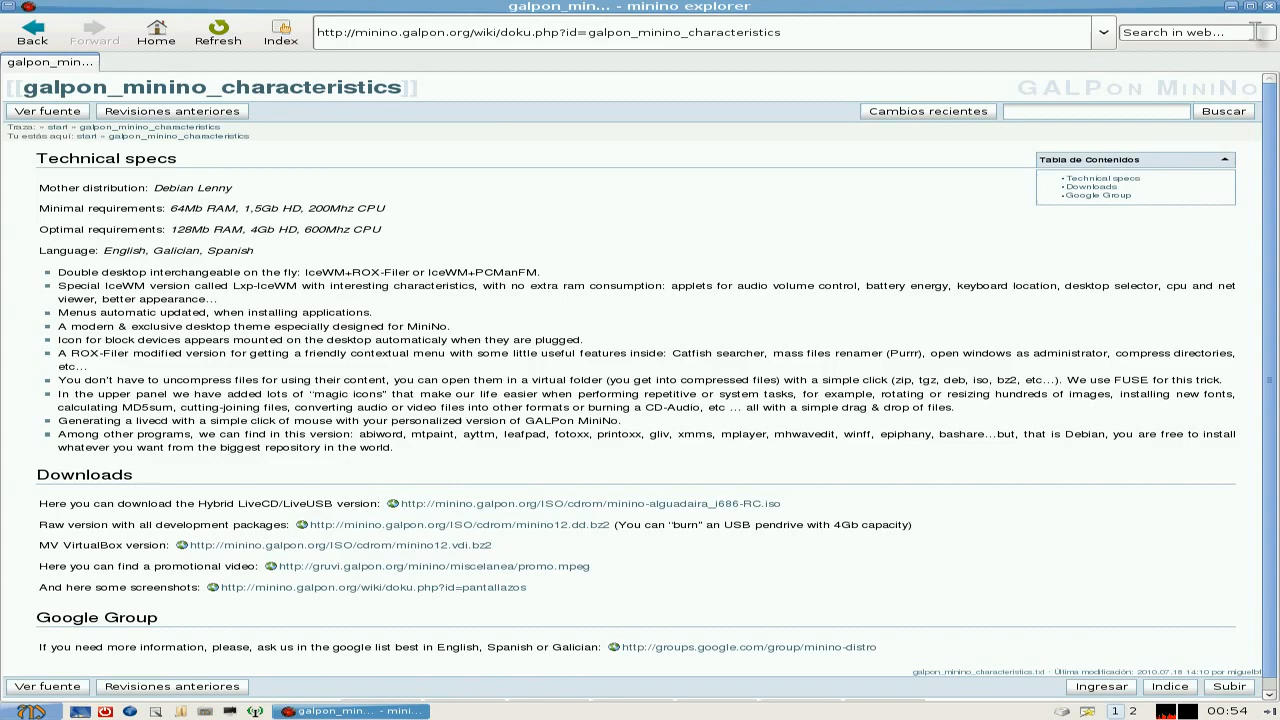 galpon_min... - minino explorer
Back
Forward
Home
Refresh
Index
http://minino.galpon.org/wiki/doku.php?id=galpon_minino_characteristics
Search in web...
galpon_min...
[[galpon_minino_characteristics]]
GALPon MiniNo
Ver fuente
Revisiones anteriores
Cambios recientes
Buscar
Traza: » start » galpon_minino_characteristics
Tu estás aquí: start » galpon_minino_characteristics
Technical specs
Tabla de Contenidos
Technical specs
Downloads
Google Group
Mother distribution: Debian Lenny
Minimal requirements: 64Mb RAM, 1,5Gb HD, 200Mhz CPU
Optimal requirements: 128Mb RAM, 4Gb HD, 600Mhz CPU
Language: English, Galician, Spanish
Double desktop interchangeable on the fly: IceWM+ROX-Filer or IceWM+PCManFM.
Special IceWM version called Lxp-IceWM with interesting characteristics, with no extra ram consumption: applets for audio volume control, battery energy, keyboard location, desktop selector, cpu and net
viewer, better appearance...
Menus automatic updated, when installing applications.
A modern & exclusive desktop theme especially designed for MiniNo.
Icon for block devices appears mounted on the desktop automaticaly when they are plugged.
A ROX-Filer modified version for getting a friendly contextual menu with some little useful features inside: Catfish searcher, mass files renamer (Purrr), open windows as administrator, compress directories,
etc...
You don't have to uncompress files for using their content, you can open them in a virtual folder (you get into compressed files) with a simple click (zip, tgz, deb, iso, bz2, etc...). We use FUSE for this trick.
In the upper panel we have added lots of “magic icons” that make our life easier when performing repetitive or system tasks, for example, rotating or resizing hundreds of images, installing new fonts,
calculating MD5sum, cutting-joining files, converting audio or video files into other formats or burning a CD-Audio, etc ... all with a simple drag & drop of files.
Generating a livecd with a simple click of mouse with your personalized version of GALPon MiniNo.
Among other programs, we can find in this version: abiword, mtpaint, ayttm, leafpad, fotoxx, printoxx, gliv, xmms, mplayer, mhwavedit, winff, epiphany, bashare...but, that is Debian, you are free to install
whatever you want from the biggest repository in the world.
Downloads
Here you can download the Hybrid LiveCD/LiveUSB version: http://minino.galpon.org/ISO/cdrom/minino-alguadaira_i686-RC.iso
Raw version with all development packages: http://minino.galpon.org/ISO/cdrom/minino12.dd.bz2 (You can “burn” an USB pendrive with 4Gb capacity)
MV VirtualBox version: http://minino.galpon.org/ISO/cdrom/minino12.vdi.bz2
Here you can find a promotional video: http://gruvi.galpon.org/minino/miscelanea/promo.mpeg
And here some screenshots: http://minino.galpon.org/wiki/doku.php?id=pantallazos
Google Group
If you need more information, please, ask us in the google list best in English, Spanish or Galician: http://groups.google.com/group/minino-distro
galpon_minino_characteristics.txt · Última modificación: 2010.07.18 14:10 por miguelbf
Ver fuente
Revisiones anteriores
Ingresar
Indice
Subir
galpon_min... - mini...
1
2
00:54